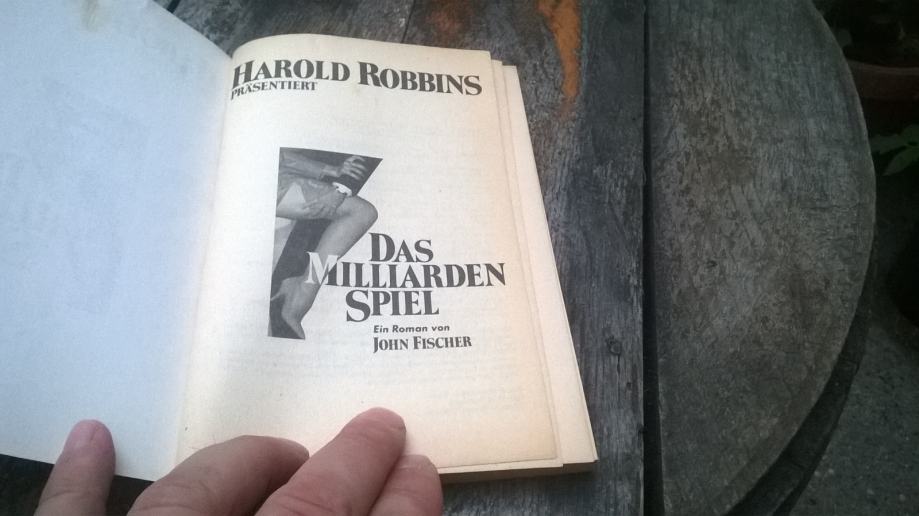 HAROLD ROBBINS
PRÄSENTIERT
DAS
MILLIARDEN
SPIEL
Ein Roman von
JOHN FISCHER